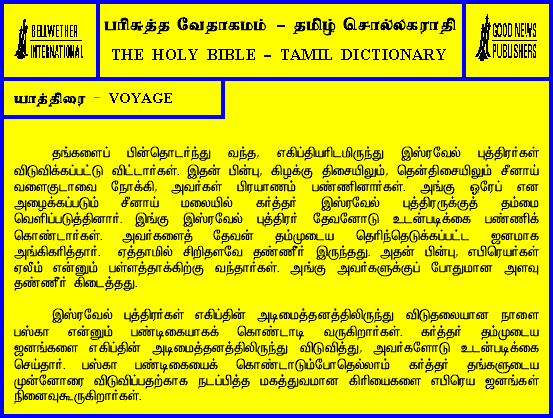 BELLWETHER
INTERNATIONAL
பரிசுத்த வேதாகமம் – தமிழ் சொல்லகராதி
THE HOLY BIBLE – TAMIL DICTIONARY
GOOD NEWS
PUBLISHERS
யாத்திரை – VOYAGE
தங்களைப் பின்தொடர்ந்து வந்த, எகிப்தியரிடமிருந்து இஸ்ரவேல் புத்திரர்கள்
விடுவிக்கப்பட்டு விட்டார்கள். இதன் பின்பு, கிழக்கு திசையிலும், தென்திசையிலும் சீனாய்
வளைகுடாவை நோக்கி, அவர்கள் பிரயாணம் பண்ணினார்கள். அங்கு ஒரேப் என
அழைக்கப்படும் சீனாய் மலையில் கர்த்தர் இஸ்ரவேல் புத்திரருக்குத் தம்மை
வெளிப்படுத்தினார். இங்கு இஸ்ரவேல் புத்திரர் தேவனோடு உடன்படிக்கை பண்ணிக்
கொண்டார்கள். அவர்களைத் தேவன் தம்முடைய தெரிந்தெடுக்கப்பட்ட ஜனமாக
அங்கிகரித்தார். ஏத்தாமில் சிறிதளவே தண்ணீர் இருந்தது. அதன் பின்பு, எபிரெயர்கள்
ஏலீம் என்னும் பள்ளத்தாக்கிற்கு வந்தார்கள். அங்கு அவர்களுக்குப் போதுமான அளவு
தண்ணீர் கிடைத்தது.
இஸ்ரவேல் புத்திரர்கள் எகிப்தின் அடிமைத்தனத்திலிருந்து விடுதலையான நாளை
பஸ்கா என்னும் பண்டிகையாகக் கொண்டாடி வருகிறார்கள். கர்த்தர் தம்முடைய
ஜனங்களை எகிப்தின் அடிமைத்தனத்திலிருந்து விடுவித்து, அவர்களோடு உடன்படிக்கை
செய்தார். பஸ்கா பண்டிகையைக் கொண்டாடும்போதெல்லாம் கர்த்தர் தங்களுடைய
முன்னோரை விடுவிப்பதற்காக நடப்பித்த மகத்துவமான கிரியைகளை எபிரெய ஜனங்கள்
நினைவுகூருகிறார்கள்.